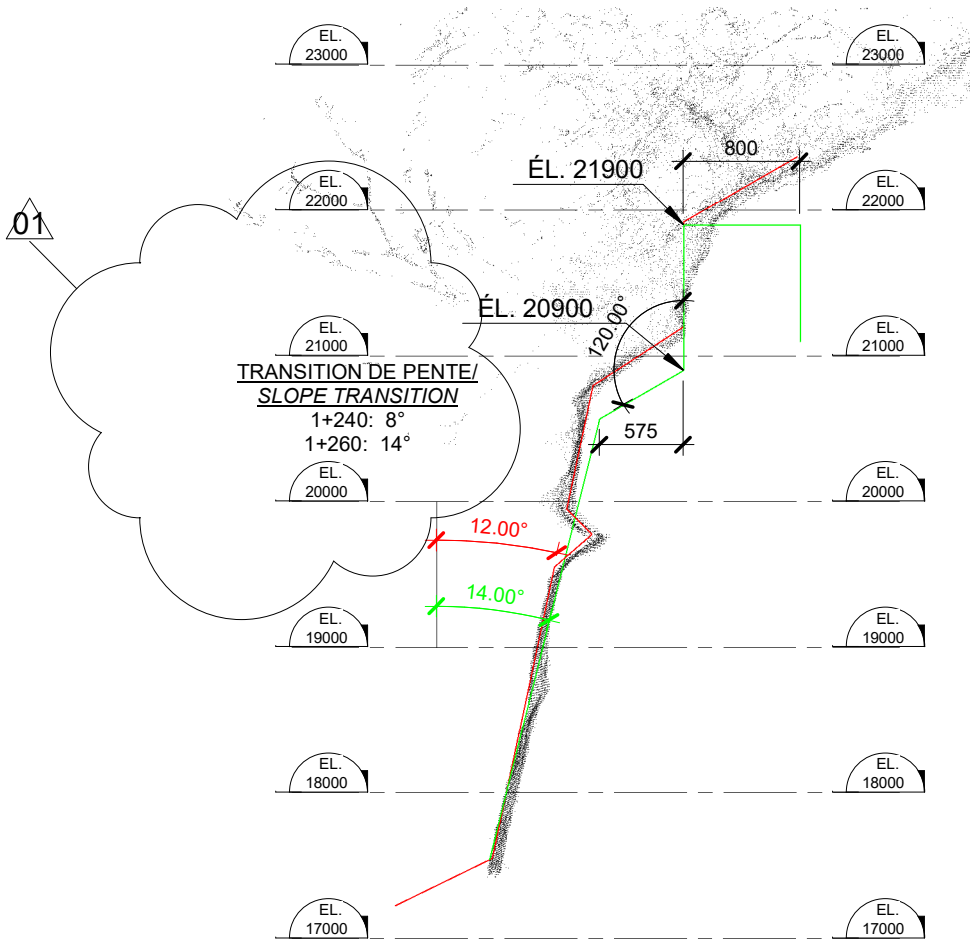 EL.
23000
EL.
23000
800
ÉL. 21900
EL.
22000
EL.
22000
01
ÉL. 20900
120.00°
EL.
21000
EL.
21000
TRANSITION DE PENTE/
SLOPE TRANSITION
1+240: 8°
1+260: 14°
575
EL.
20000
EL.
20000
12.00°
14.00°
EL.
19000
EL.
19000
EL.
18000
EL.
18000
EL.
17000
EL.
17000